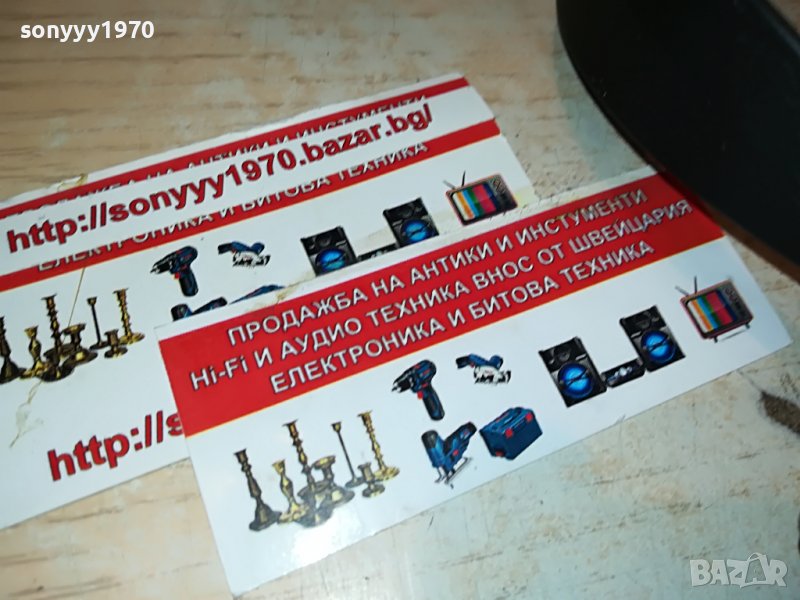 sonyyy1970
http://sonyyy1970.bazar.bg/
ЕЛЕКТРОНИКА И БИТОВА ТЕХНИКА
ПРОДАЖБА НА АНТИКИ И ИНСТУМЕНТИ
Hi-Fi И АУДИО ТЕХНИКА ВНОС ОТ ШВЕЙЦАРИЯ
ЕЛЕКТРОНИКА И БИТОВА ТЕХНИКА
http://s
BAZAR